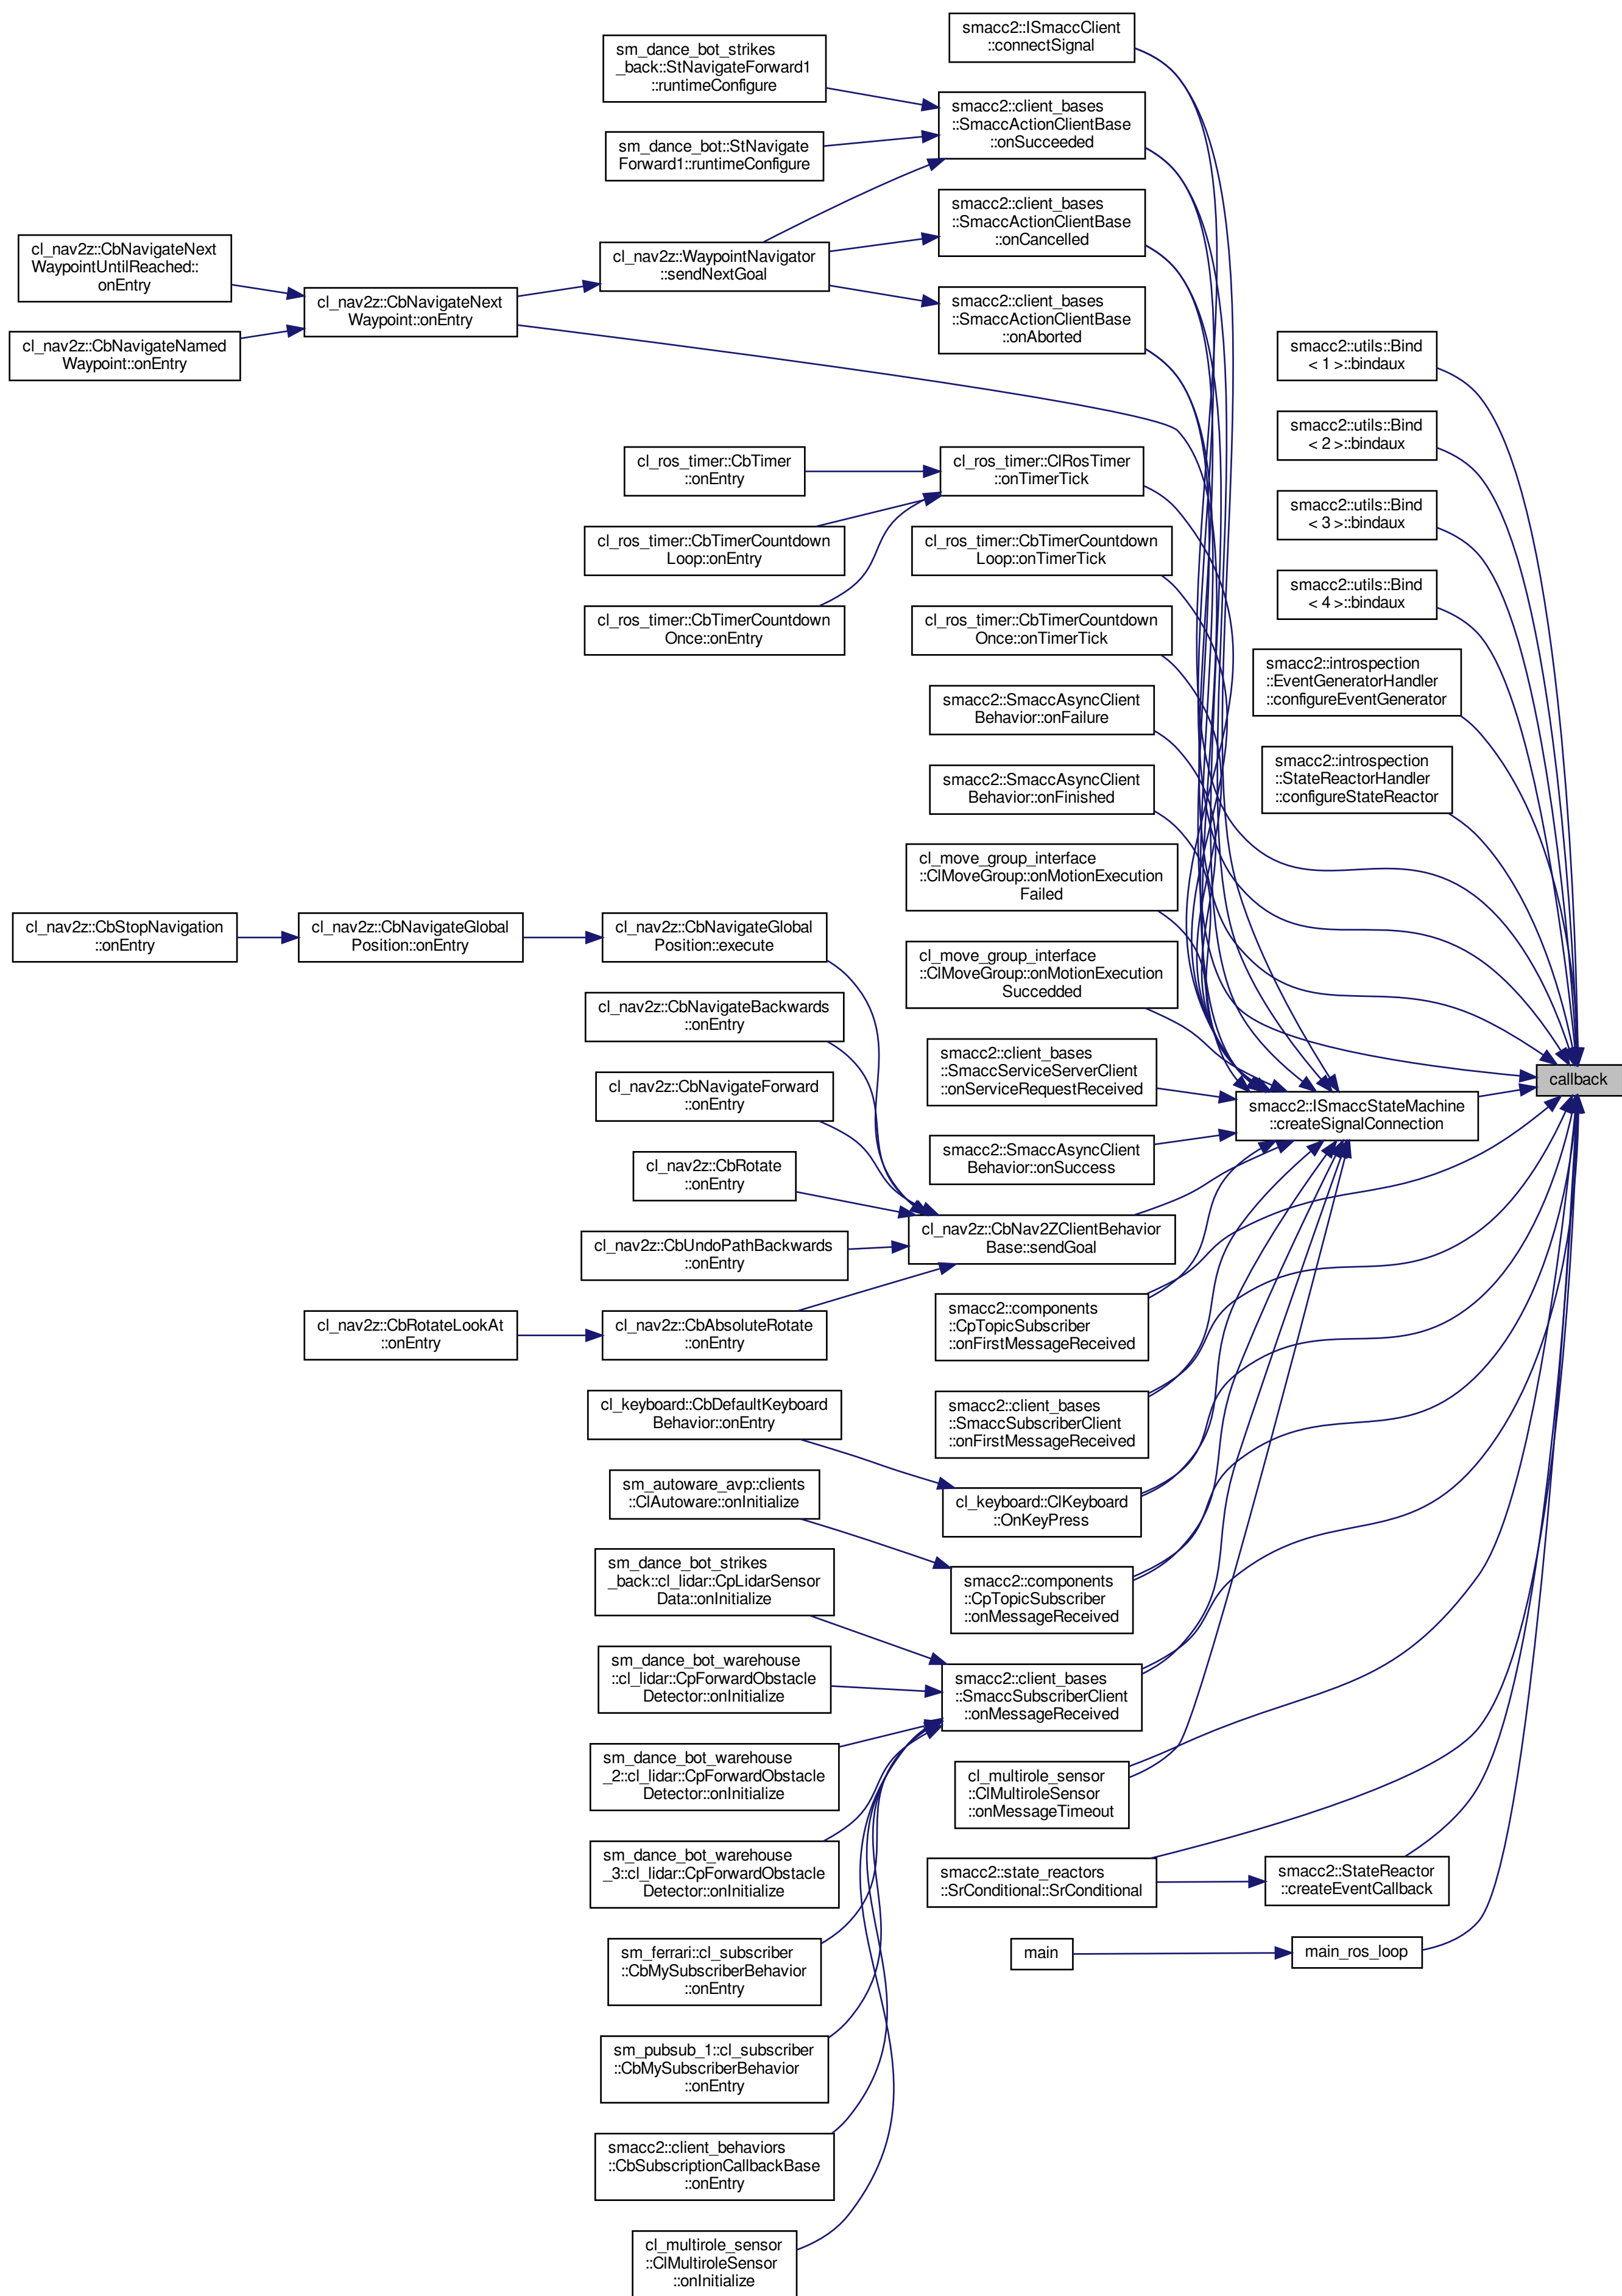 smacc2::ISmaccClient
::connectSignal
sm_dance_bot_strikes
_back::StNavigateForward1
::runtimeConfigure
smacc2::client_bases
::SmaccActionClientBase
::onSucceeded
sm_dance_bot::StNavigate
Forward1::runtimeConfigure
smacc2::client_bases
::SmaccActionClientBase
::onCancelled
cl_nav2z::CbNavigateNext
WaypointUntilReached::
onEntry
cl_nav2z::WaypointNavigator
::sendNextGoal
cl_nav2z::CbNavigateNext
Waypoint::onEntry
smacc2::client_bases
::SmaccActionClientBase
::onAborted
cl_nav2z::CbNavigateNamed
Waypoint::onEntry
smacc2::utils::Bind
< 1 >::bindaux
smacc2::utils::Bind
< 2 >::bindaux
cl_ros_timer::CbTimer
::onEntry
cl_ros_timer::ClRosTimer
::onTimerTick
smacc2::utils::Bind
< 3 >::bindaux
cl_ros_timer::CbTimerCountdown
Loop::onEntry
cl_ros_timer::CbTimerCountdown
Loop::onTimerTick
smacc2::utils::Bind
< 4 >::bindaux
cl_ros_timer::CbTimerCountdown
Once::onEntry
cl_ros_timer::CbTimerCountdown
Once::onTimerTick
smacc2::introspection
::EventGeneratorHandler
::configureEventGenerator
smacc2::SmaccAsyncClient
Behavior::onFailure
smacc2::introspection
::StateReactorHandler
::configureStateReactor
smacc2::SmaccAsyncClient
Behavior::onFinished
cl_move_group_interface
::ClMoveGroup::onMotionExecution
Failed
cl_nav2z::CbStopNavigation
::onEntry
cl_nav2z::CbNavigateGlobal
Position::onEntry
cl_nav2z::CbNavigateGlobal
Position::execute
cl_move_group_interface
::ClMoveGroup::onMotionExecution
Succedded
cl_nav2z::CbNavigateBackwards
::onEntry
smacc2::client_bases
::SmaccServiceServerClient
::onServiceRequestReceived
callback
cl_nav2z::CbNavigateForward
::onEntry
smacc2::ISmaccStateMachine
::createSignalConnection
smacc2::SmaccAsyncClient
Behavior::onSuccess
cl_nav2z::CbRotate
::onEntry
cl_nav2z::CbNav2ZClientBehavior
Base::sendGoal
cl_nav2z::CbUndoPathBackwards
::onEntry
smacc2::components
::CpTopicSubscriber
::onFirstMessageReceived
cl_nav2z::CbRotateLookAt
::onEntry
cl_nav2z::CbAbsoluteRotate
::onEntry
cl_keyboard::CbDefaultKeyboard
Behavior::onEntry
smacc2::client_bases
::SmaccSubscriberClient
::onFirstMessageReceived
sm_autoware_avp::clients
::ClAutoware::onInitialize
cl_keyboard::ClKeyboard
::OnKeyPress
sm_dance_bot_strikes
_back::cl_lidar::CpLidarSensor
Data::onInitialize
smacc2::components
::CpTopicSubscriber
::onMessageReceived
sm_dance_bot_warehouse
::cl_lidar::CpForwardObstacle
Detector::onInitialize
smacc2::client_bases
::SmaccSubscriberClient
::onMessageReceived
sm_dance_bot_warehouse
_2::cl_lidar::CpForwardObstacle
Detector::onInitialize
cl_multirole_sensor
::ClMultiroleSensor
::onMessageTimeout
sm_dance_bot_warehouse
_3::cl_lidar::CpForwardObstacle
Detector::onInitialize
smacc2::state_reactors
::SrConditional::SrConditional
smacc2::StateReactor
::createEventCallback
sm_ferrari::cl_subscriber
::CbMySubscriberBehavior
::onEntry
main
main_ros_loop
sm_pubsub_1::cl_subscriber
::CbMySubscriberBehavior
::onEntry
smacc2::client_behaviors
::CbSubscriptionCallbackBase
::onEntry
cl_multirole_sensor
::ClMultiroleSensor
::onInitialize